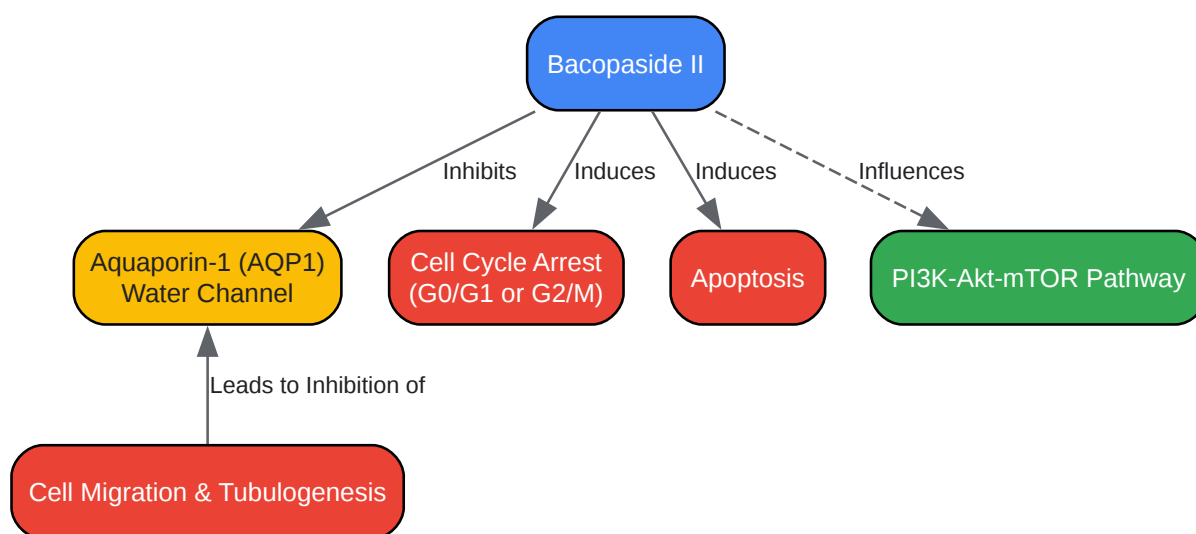 Bacopaside II
Inhibits
Induces
Induces
Influences
Aquaporin-1 (AQP1)
Water Channel
Cell Cycle Arrest
(G0/G1 or G2/M)
Apoptosis
PI3K-Akt-mTOR Pathway
Leads to Inhibition of
Cell Migration & Tubulogenesis